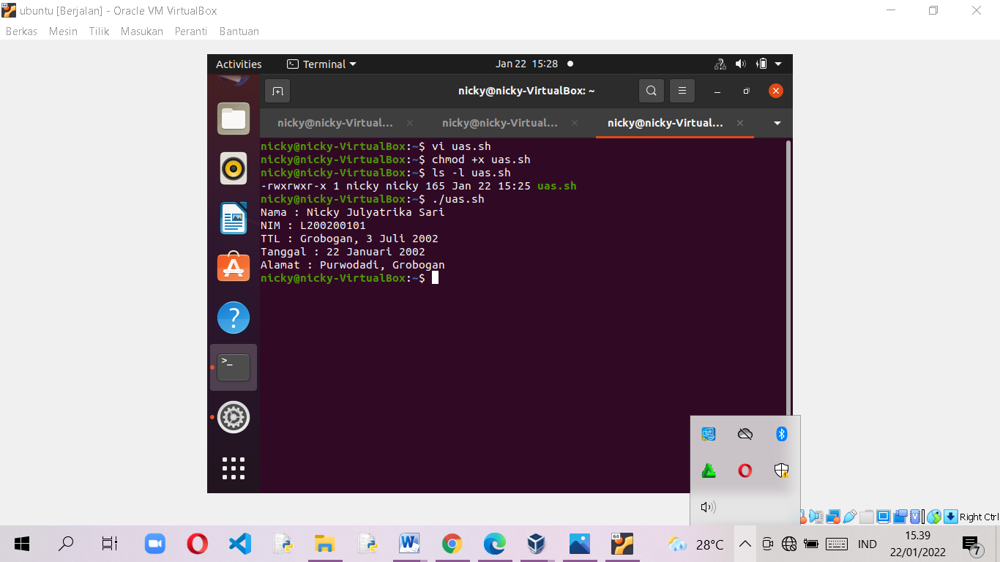 ubuntu [Berjalan] - Oracle VM VirtualBox
Berkas Mesin Tilik Masukan Peranti Bantuan
Activities Terminal Jan 22 15:28
nicky@nicky-VirtualBox: ~
nicky@nicky-Virtual... nicky@nicky-Virtual... nicky@nicky-Virtual...
nicky@nicky-VirtualBox:~$ vi uas.sh
nicky@nicky-VirtualBox:~$ chmod +x uas.sh
nicky@nicky-VirtualBox:~$ ls -l uas.sh
-rwxrwxr-x 1 nicky nicky 165 Jan 22 15:25 uas.sh
nicky@nicky-VirtualBox:~$ ./uas.sh
Nama : Nicky Julyatrika Sari
NIM : L200200101
TTL : Grobogan, 3 Juli 2002
Tanggal : 22 Januari 2002
Alamat : Purwodadi, Grobogan
nicky@nicky-VirtualBox:~$
Right Ctrl
28°C IND 15.39
22/01/2022 7